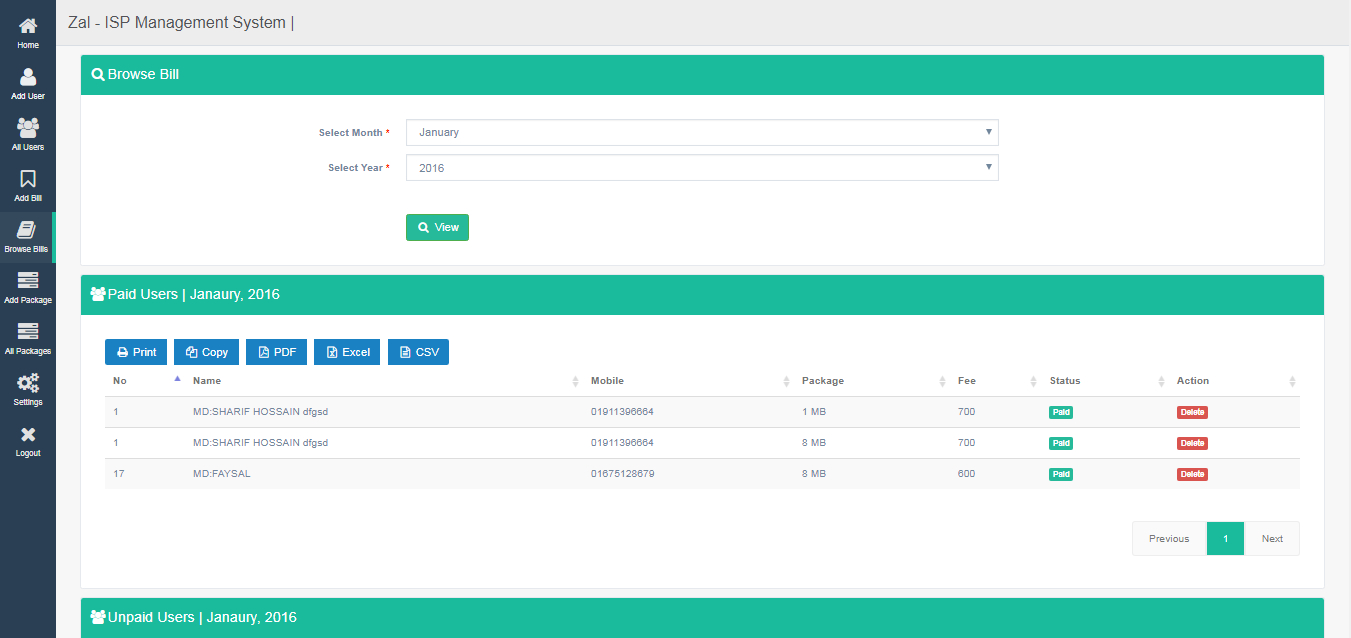 Zal - ISP Management System |
Home
Add User
All Users
Add Bill
Browse Bills
Add Package
All Packages
Settings
Logout
Browse Bill
Select Month * January
Select Year * 2016
View
Paid Users | Janaury, 2016
Print Copy PDF Excel CSV
No Name Mobile Package Fee Status Action
1 MD:SHARIF HOSSAIN dfgsd 01911396664 1 MB 700 Paid Delete
1 MD:SHARIF HOSSAIN dfgsd 01911396664 8 MB 700 Paid Delete
17 MD:FAYSAL 01675128679 8 MB 600 Paid Delete
Previous 1 Next
Unpaid Users | Janaury, 2016